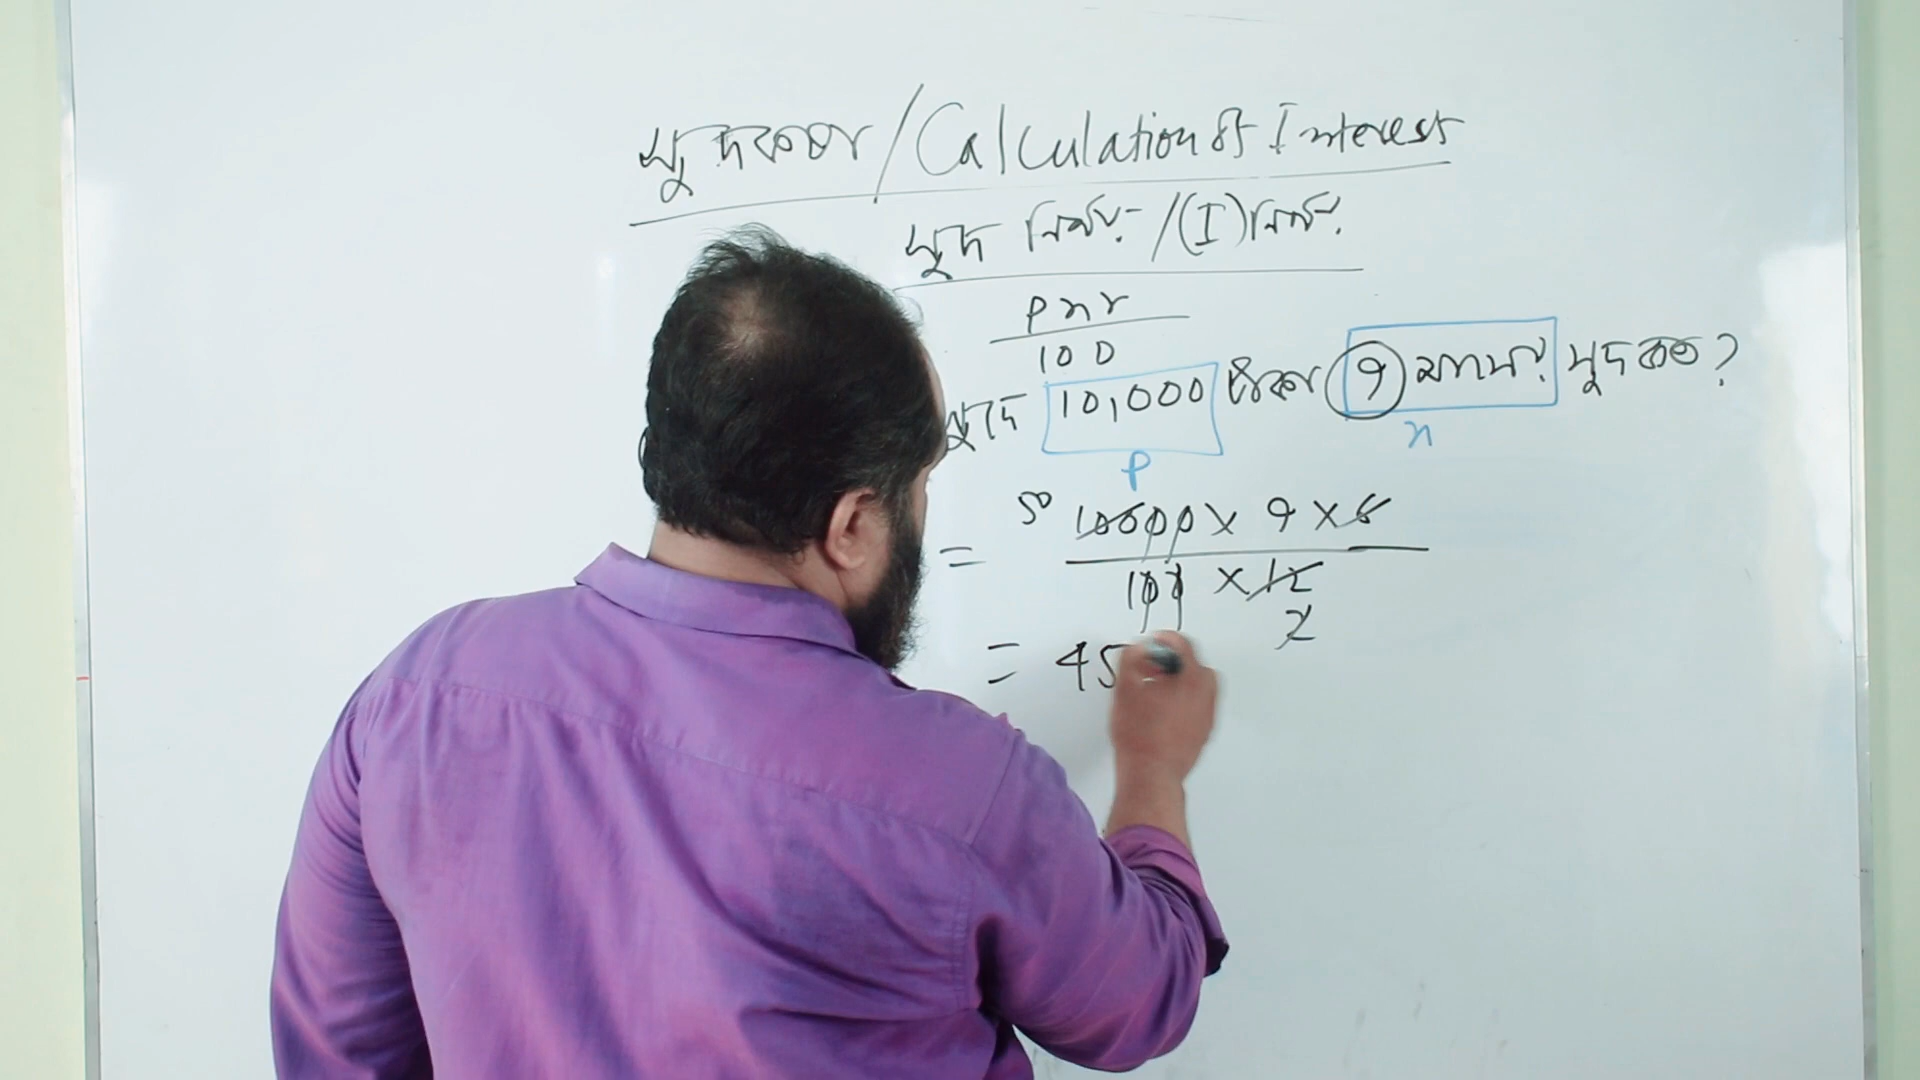 সুদকষা / Calculation of Interest
সুদ নির্ণয়:- / (I) নির্ণয়:
pnr
100
সুদে 10,000 টাকার 9 মাসের সুদ কত?
P n
50 10000 x 9 x 6
= 100 x 12
2
= 45